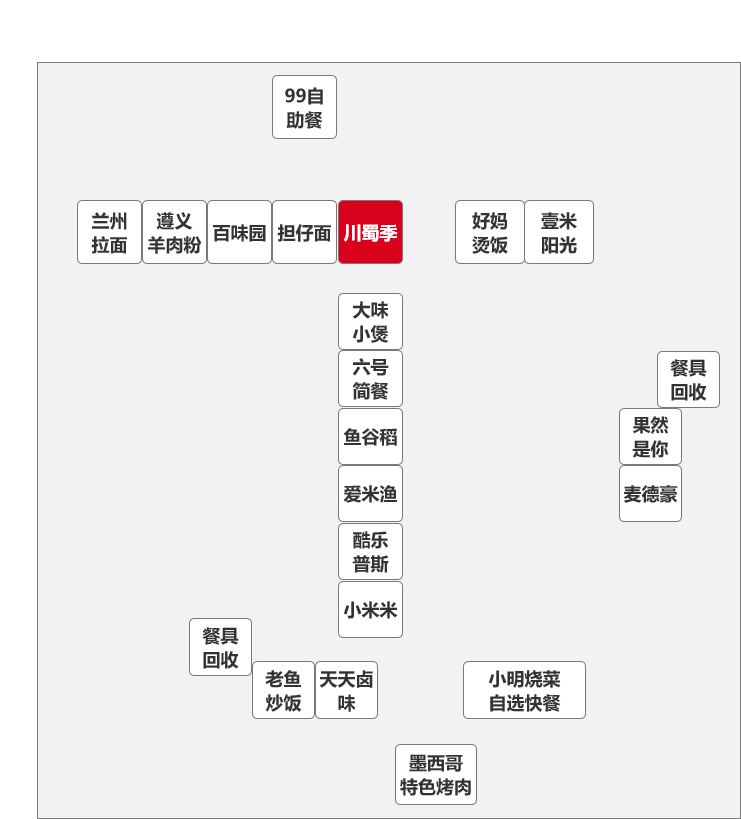 99自
助餐
兰州
拉面
遵义
羊肉粉
百味园
担仔面
川蜀季
好妈
烫饭
壹米
阳光
大味
小煲
六号
简餐
餐具
回收
鱼谷稻
果然
是你
爱米渔
麦德豪
酷乐
普斯
小米米
餐具
回收
老鱼
炒饭
天天卤
味
小明烧菜
自选快餐
墨西哥
特色烤肉